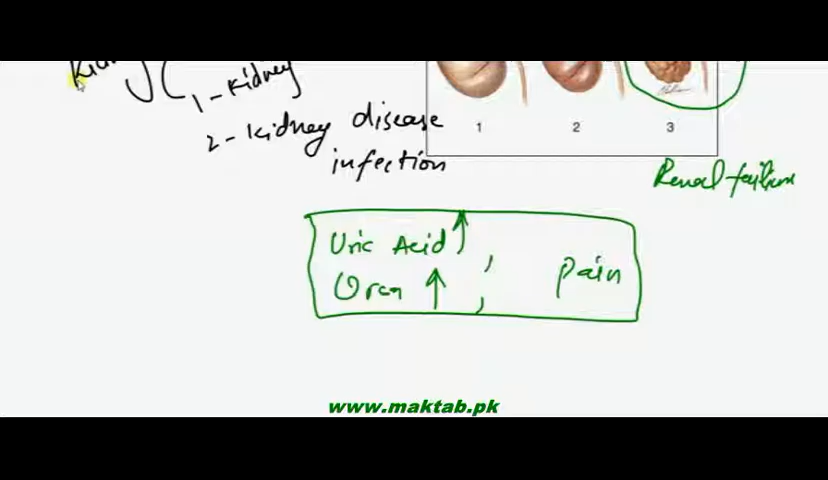 1 - Kidney
2 - Kidney disease
infection
1 2 3
Renal failure
Uric Acid ↑ ,
Urea ↑ , Pain
www.maktab.pk